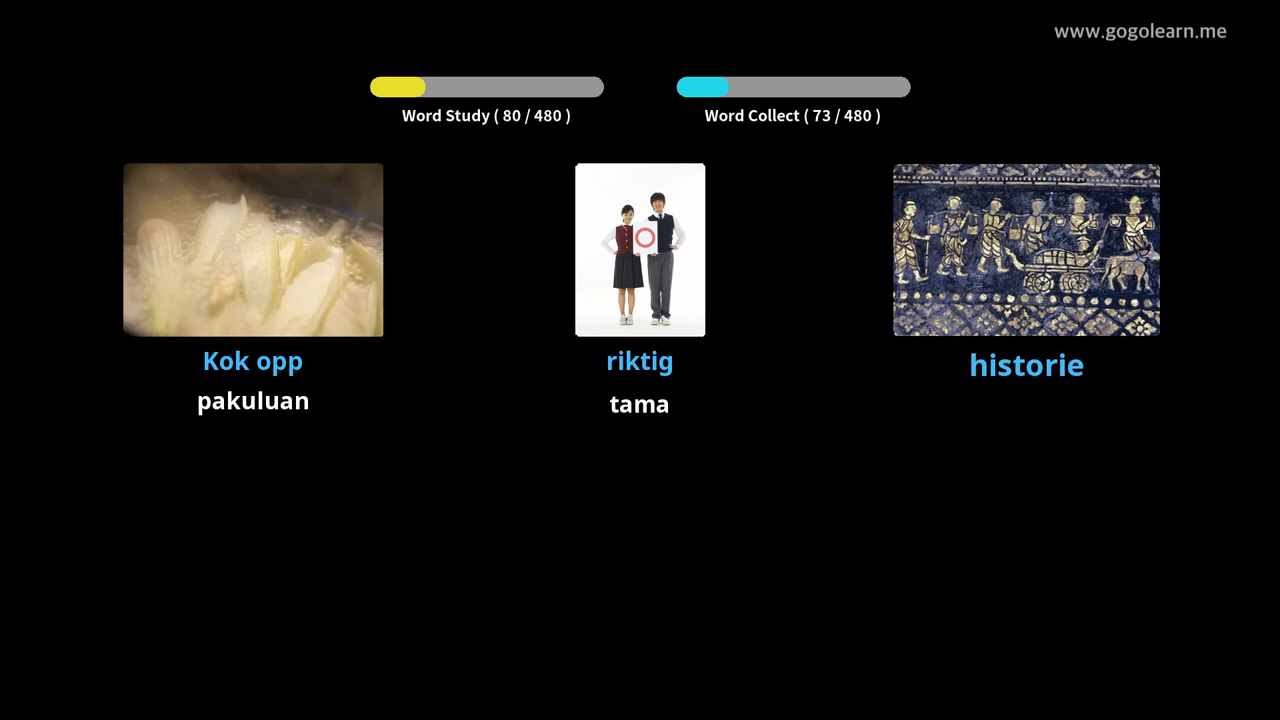 www.gogolearn.me
Word Study ( 80 / 480 )
Word Collect ( 73 / 480 )
Kok opp
pakuluan
riktig
tama
historie